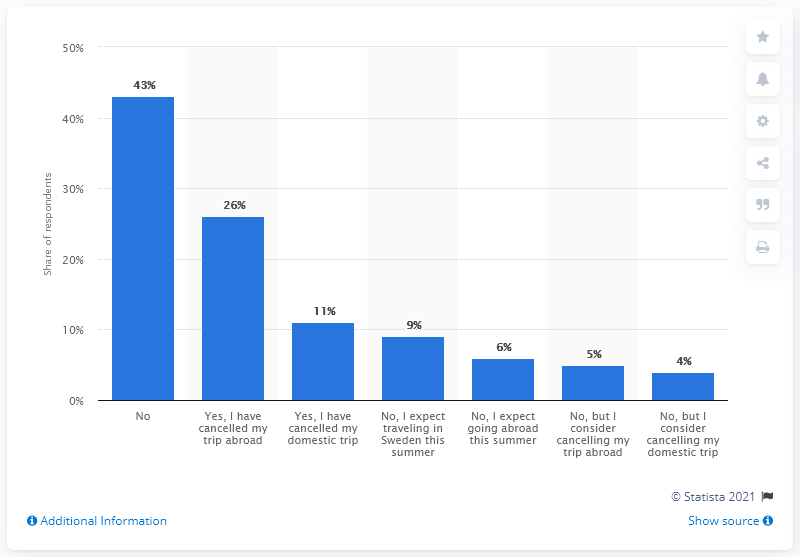 50%
40%
30%
20%
10%
0%
Share of respondents
43%
26%
11%
9%
6%
5%
4%
No
Yes, I have
cancelled my
trip abroad
Yes, I have
cancelled my
domestic trip
No, I expect
traveling in
Sweden this
summer
No, I expect
going abroad
this summer
No, but I
consider
cancelling my
trip abroad
No, but I
consider
cancelling my
domestic trip
© Statista 2021
Additional Information
Show source